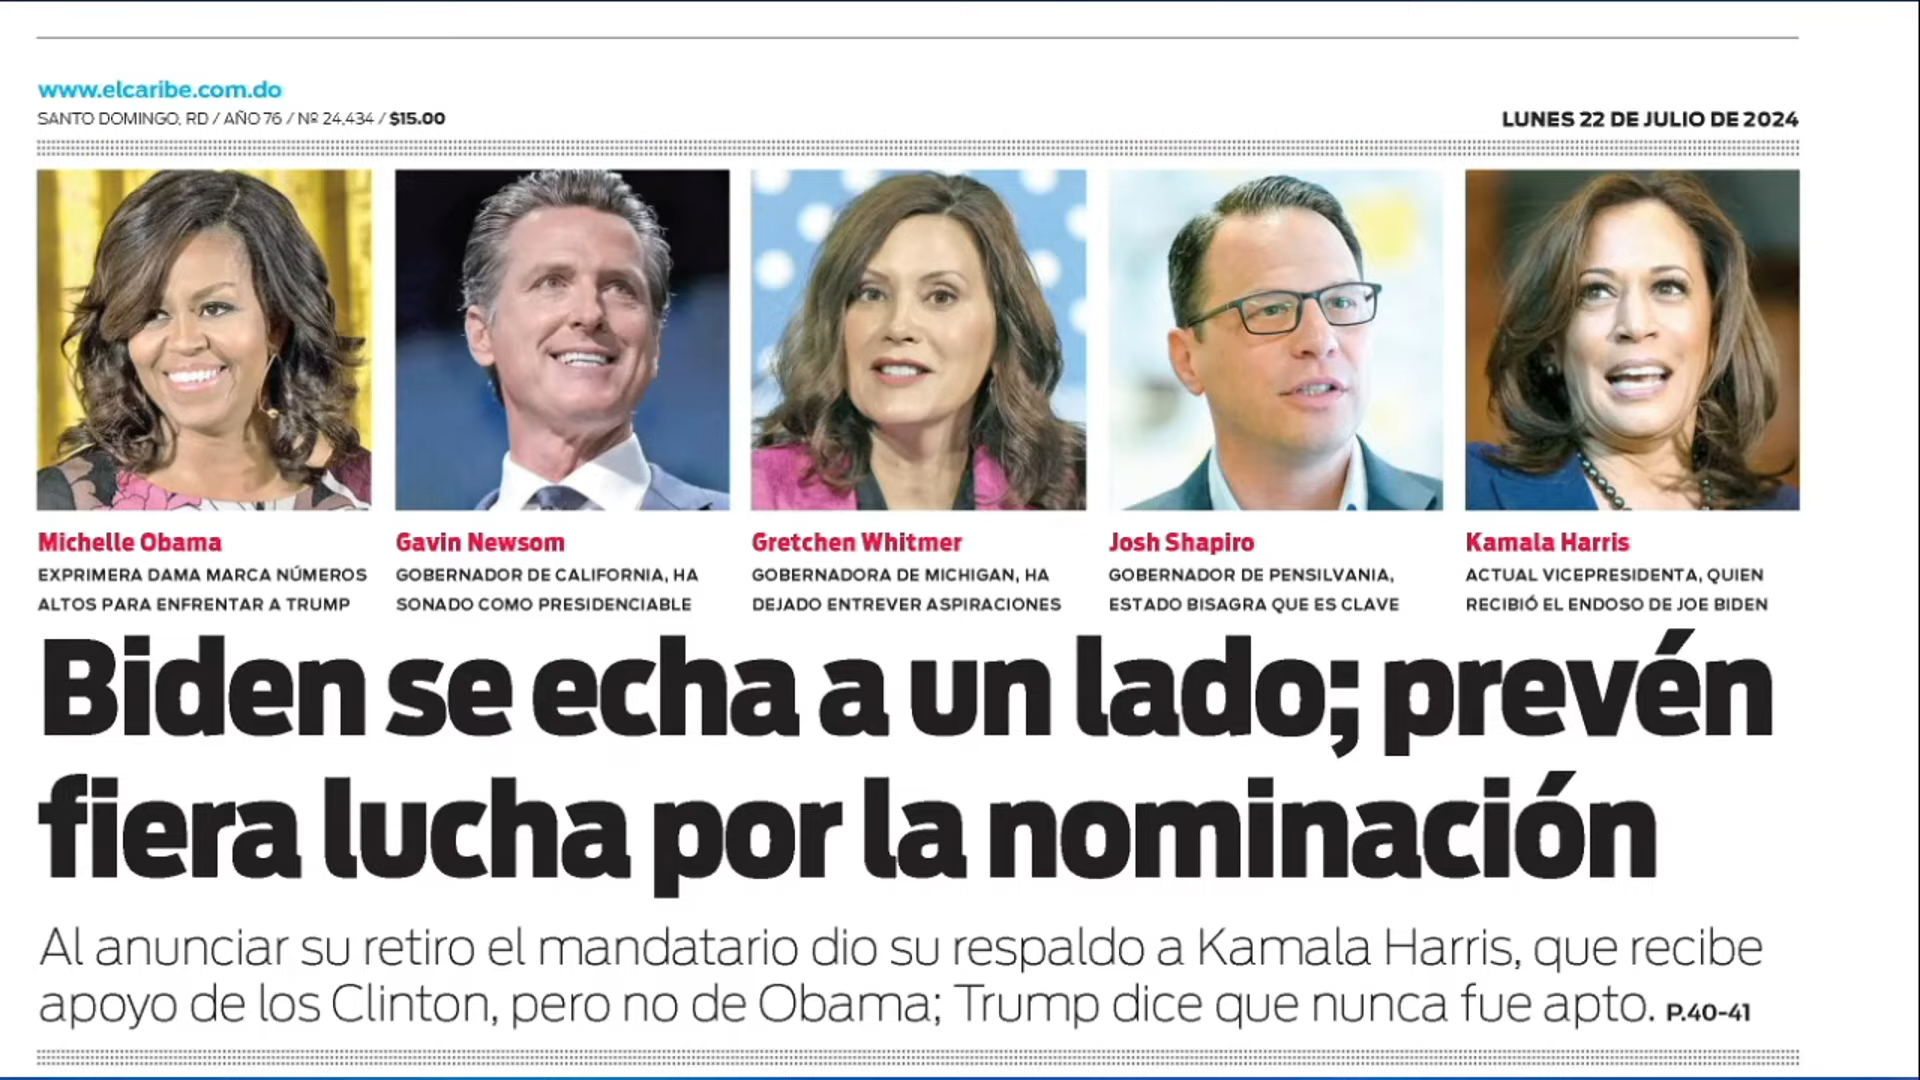 www.elcaribe.com.do
SANTO DOMINGO, RD / AÑO 76 / Nº 24,434 / $15.00
LUNES 22 DE JULIO DE 2024
Michelle Obama
EXPRIMERA DAMA MARCA NÚMEROS
ALTOS PARA ENFRENTAR A TRUMP
Gavin Newsom
GOBERNADOR DE CALIFORNIA, HA
SONADO COMO PRESIDENCIABLE
Gretchen Whitmer
GOBERNADORA DE MICHIGAN, HA
DEJADO ENTREVER ASPIRACIONES
Josh Shapiro
GOBERNADOR DE PENSILVANIA,
ESTADO BISAGRA QUE ES CLAVE
Kamala Harris
ACTUAL VICEPRESIDENTA, QUIEN
RECIBIÓ EL ENDOSO DE JOE BIDEN
Biden se echa a un lado; prevén
fiera lucha por la nominación
Al anunciar su retiro el mandatario dio su respaldo a Kamala Harris, que recibe
apoyo de los Clinton, pero no de Obama; Trump dice que nunca fue apto. P.40-41